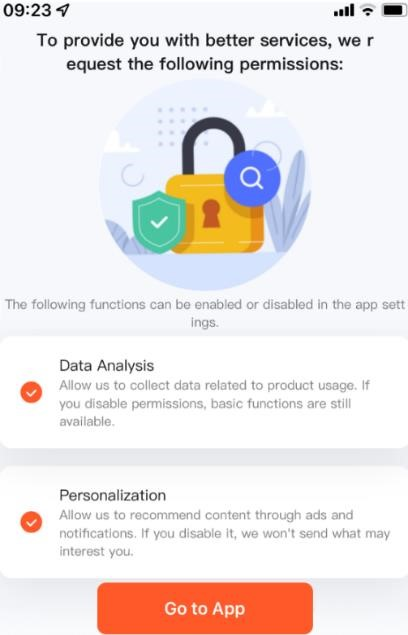 09:23
To provide you with better services, we r
equest the following permissions:
The following functions can be enabled or disabled in the app sett
ings.
Data Analysis
Allow us to collect data related to product usage. If
you disable permissions, basic functions are still
available.
Personalization
Allow us to recommend content through ads and
notifications. If you disable it, we won't send what may
interest you.
Go to App